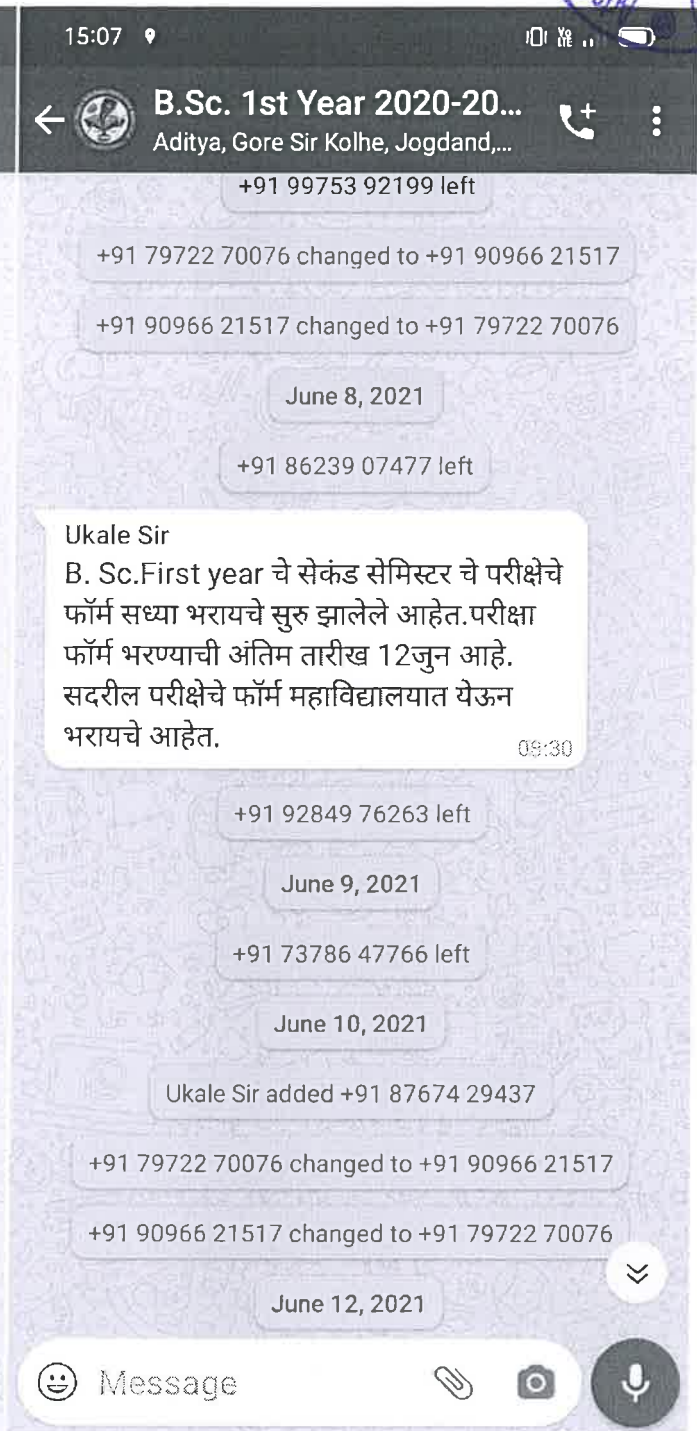 15:07
B.Sc. 1st Year 2020-20...
Aditya, Gore Sir Kolhe, Jogdand,...
+91 99753 92199 left
+91 79722 70076 changed to +91 90966 21517
+91 90966 21517 changed to +91 79722 70076
June 8, 2021
+91 86239 07477 left
Ukale Sir
B. Sc.First year चे सेकंड सेमिस्टर चे परीक्षेचे
फॉर्म सध्या भरायचे सुरु झालेले आहेत.परीक्षा
फॉर्म भरण्याची अंतिम तारीख 12जुन आहे.
सदरील परीक्षेचे फॉर्म महाविद्यालयात येऊन
भरायचे आहेत.
09:30
+91 92849 76263 left
June 9, 2021
+91 73786 47766 left
June 10, 2021
Ukale Sir added +91 87674 29437
+91 79722 70076 changed to +91 90966 21517
+91 90966 21517 changed to +91 79722 70076
June 12, 2021
Message